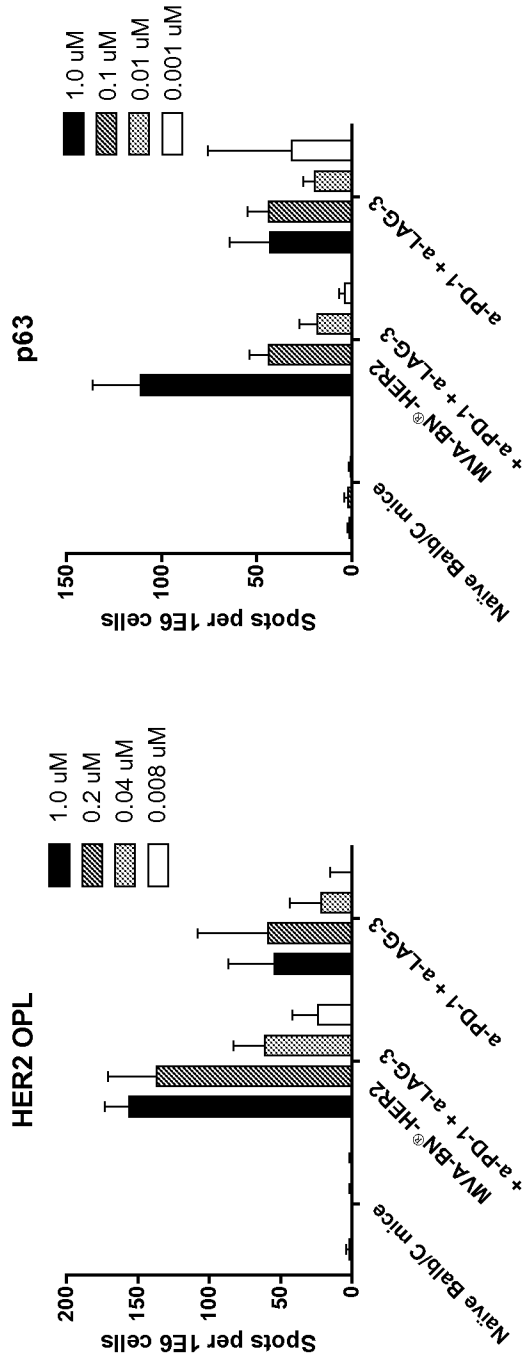 HER2 OPL
1.0 uM
0.2 uM
0.04 uM
0.008 uM
Spots per 1E6 cells
200
150
100
50
0
Naïve Balb/C mice
MVA-BN®-HER2
+ a-PD-1 + a-LAG-3
a-PD-1 + a-LAG-3
p63
1.0 uM
0.1 uM
0.01 uM
0.001 uM
Spots per 1E6 cells
150
100
50
0
Naïve Balb/C mice
MVA-BN®-HER2
+ a-PD-1 + a-LAG-3
a-PD-1 + a-LAG-3